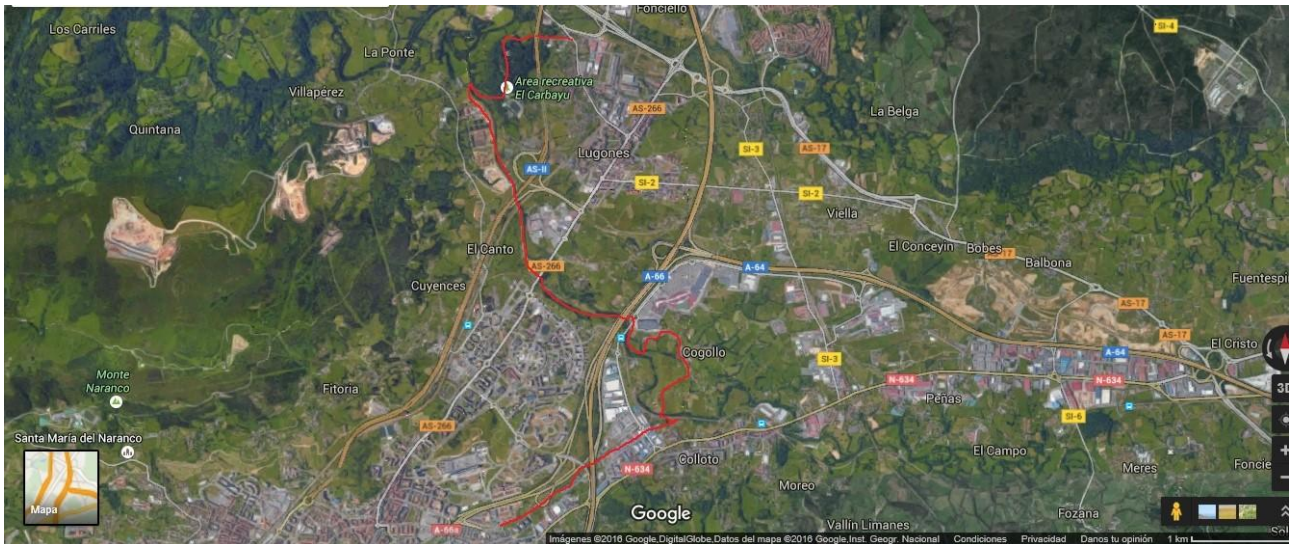 Los Carriles
Fonciello
SI-4
La Ponte
Área recreativa
El Carbayu
Villapérez
AS-266
La Belga
Quintana
Lugones
SI-3
AS-17
AS-II
SI-2
SI-2
Viella
El Canto
El Conceyin
Bobes
AS-17
Balbona
AS-266
A-66
A-64
Cuyences
Fuentespin
AS-17
AS-17
El Cristo
Cogollo
SI-3
A-64
Monte
Naranco
Fitoria
N-634
N-634
3D
Peñas
SI-6
AS-266
Santa María del Naranco
Colloto
El Campo
N-634
Meres
Foncie
Moreo
Mapa
Google
Fozana
A-66a
Vallín Limanes
Imágenes ©2016 Google,DigitalGlobe,Datos del mapa ©2016 Google,Inst. Geogr. Nacional Condiciones Privacidad Danos tu opinión 1 km